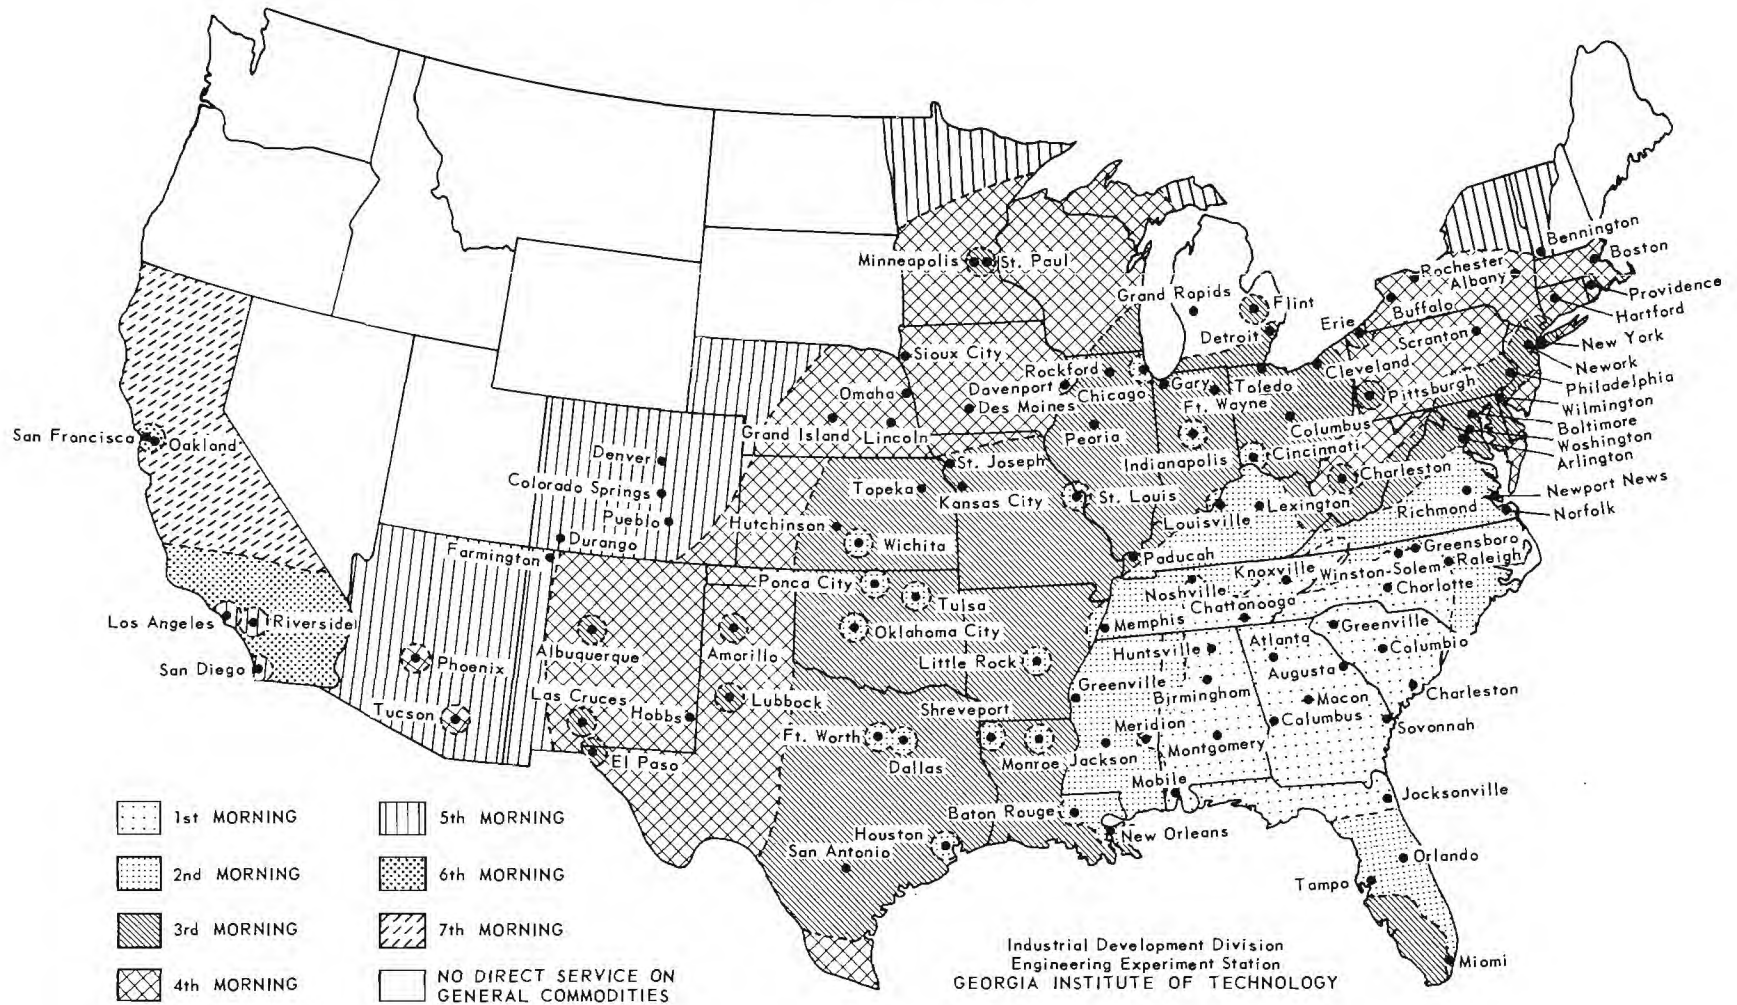 Bennington
Boston
Rochester
Albany
Minneapolis
St. Paul
Grand Rapids
Flint
Buffalo
Providence
Hartford
Erie
Detroit
Scranton
New York
Sioux City
Rockford
Cleveland
Nework
Davenport
Chicago
Gary
Toledo
Pittsburgh
Philadelphia
Omaha
Des Moines
Ft. Wayne
Wilmington
Grand Island
Lincoln
Peoria
Columbus
Boltimore
San Francisca
Oakland
Woshington
Denver
St. Joseph
Indianapolis
Cincinnati
Arlington
Charleston
Colorado Springs
Topeka
Kansas City
St. Louis
Newport News
Pueblo
Hutchinson
Louisville
Lexington
Richmond
Norfolk
Durango
Wichita
Paducah
Greensboro
Farmington
Ponca City
Knoxville
Winston-Salem
Raleigh
Noshville
Chorlotte
Tulsa
Chattonooga
Los Angeles
Riverside
Oklahoma City
Memphis
Greenville
Albuquerque
Amorillo
Huntsville
Atlanta
Columbio
San Diego
Phoenix
Little Rock
Augusta
Greenville
Birmingham
Las Cruces
Lubbock
Macon
Charleston
Tucson
Hobbs
Shreveport
Meridion
Columbus
Sovonnah
Ft. Worth
El Paso
Dallas
Monroe
Jackson
Montgomery
Mobile
Jocksonville
Baton Rouge
Houston
New Orleans
San Antonio
Orlando
Tampo
Miomi
1st MORNING
2nd MORNING
3rd MORNING
4th MORNING
5th MORNING
6th MORNING
7th MORNING
NO DIRECT SERVICE ON
GENERAL COMMODITIES
Industrial Development Division
Engineering Experiment Station
GEORGIA INSTITUTE OF TECHNOLOGY